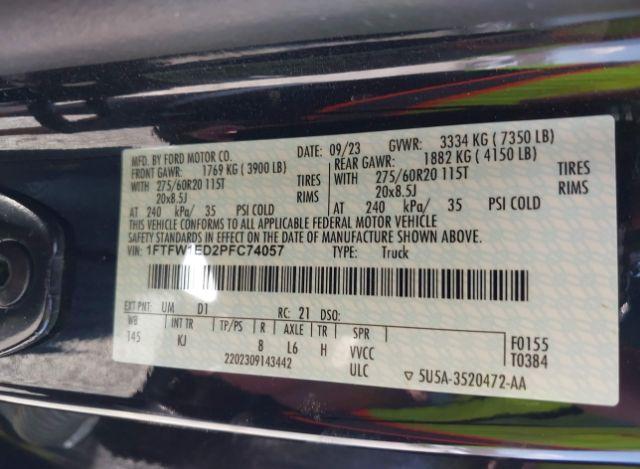 MFD. BY FORD MOTOR CO.
DATE: 09/23 GVWR: 3334 KG ( 7350 LB)
FRONT GAWR: 1769 KG ( 3900 LB)
REAR GAWR: 1882 KG ( 4150 LB)
WITH 275/60R20 115T TIRES
WITH 275/60R20 115T TIRES
20x8.5J RIMS
20x8.5J RIMS
AT 240 kPa/ 35 PSI COLD
AT 240 kPa/ 35 PSI COLD
THIS VEHICLE CONFORMS TO ALL APPLICABLE FEDERAL MOTOR VEHICLE
SAFETY STANDARDS IN EFFECT ON THE DATE OF MANUFACTURE SHOWN ABOVE.
VIN: 1FTFW1ED2PFC74057 TYPE: Truck
EXT PNT: UM D1 RC: 21 DSO:
WB INT TR TP/PS R AXLE TR SPR
145 KJ 8 L6 H VVCC
ULC
2202309143442
F0155
T0384
5U5A-3520472-AA